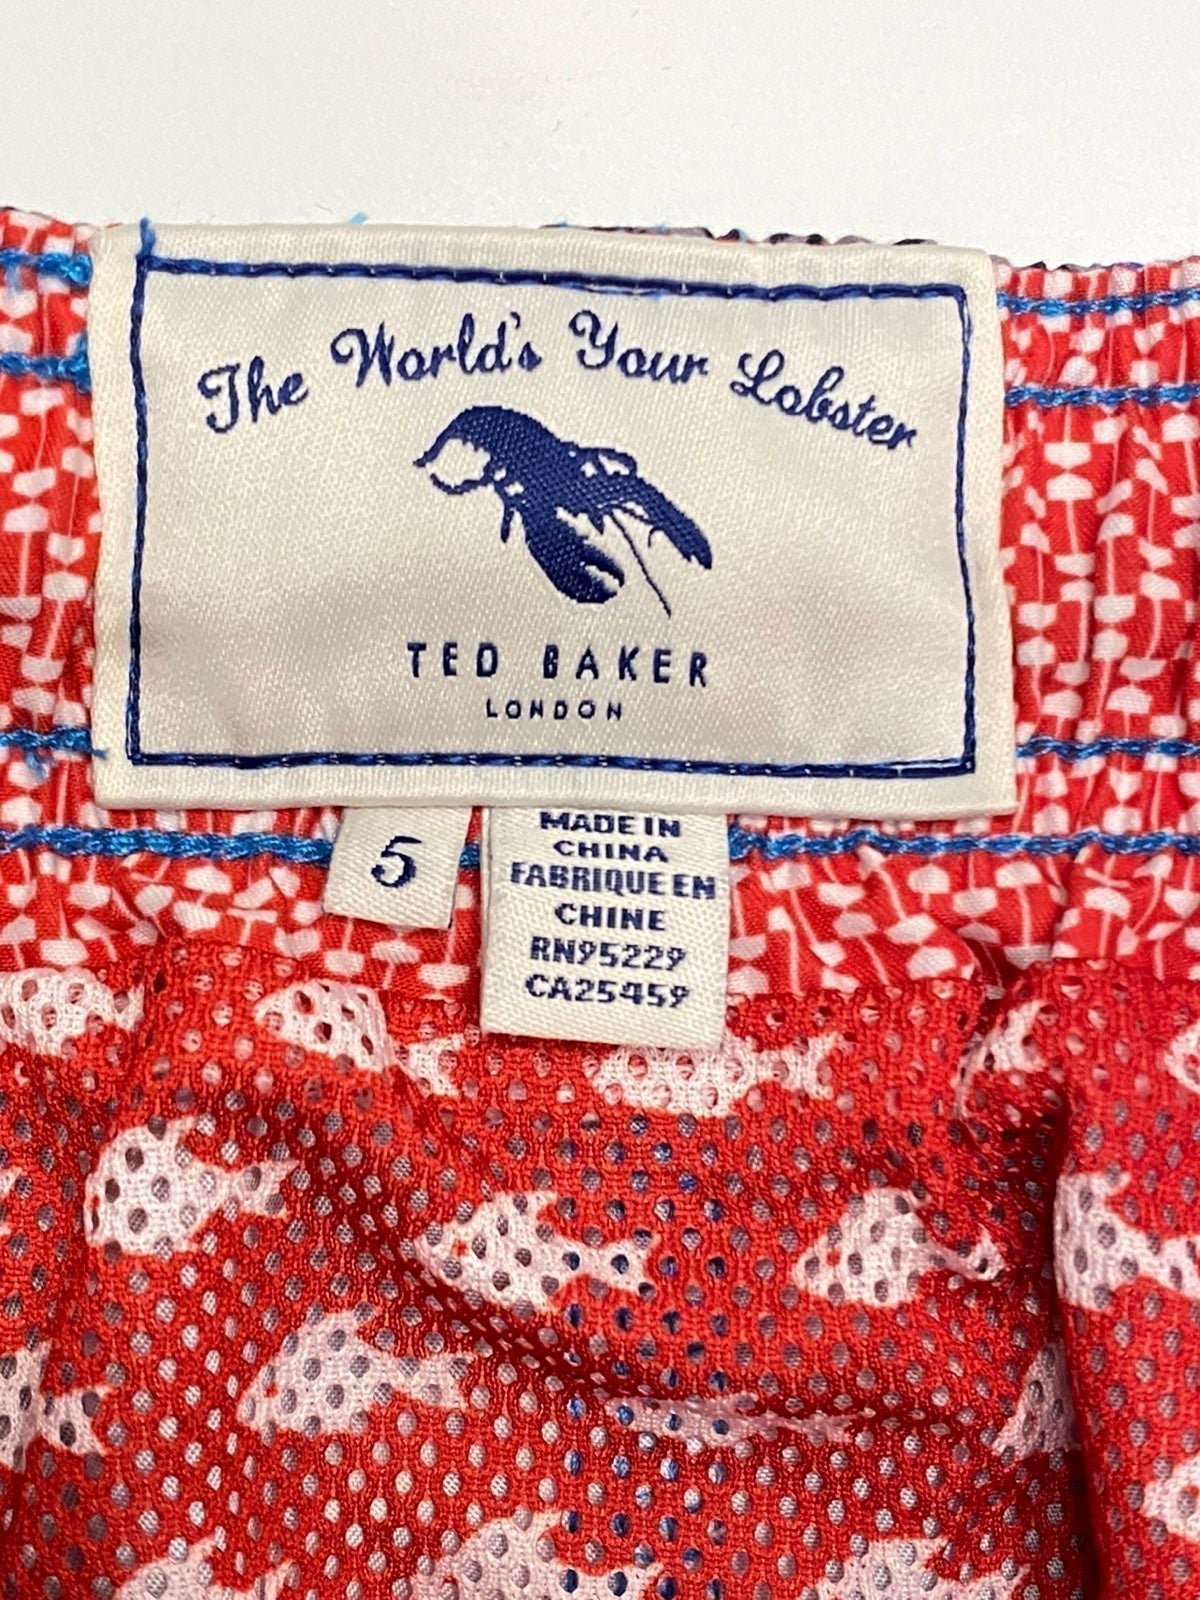 The World's Your Lobster
TED BAKER
LONDON
5
MADE IN
CHINA
FABRIQUE EN
CHINE
RN95229
CA25459